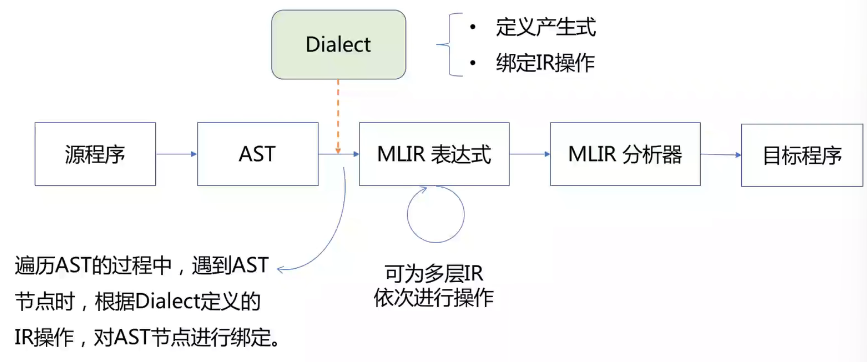 Dialect
• 定义产生式
• 绑定IR操作
源程序
AST
MLIR 表达式
MLIR 分析器
目标程序
遍历AST的过程中，遇到AST
节点时，根据Dialect定义的
IR操作，对AST节点进行绑定。
可为多层IR
依次进行操作